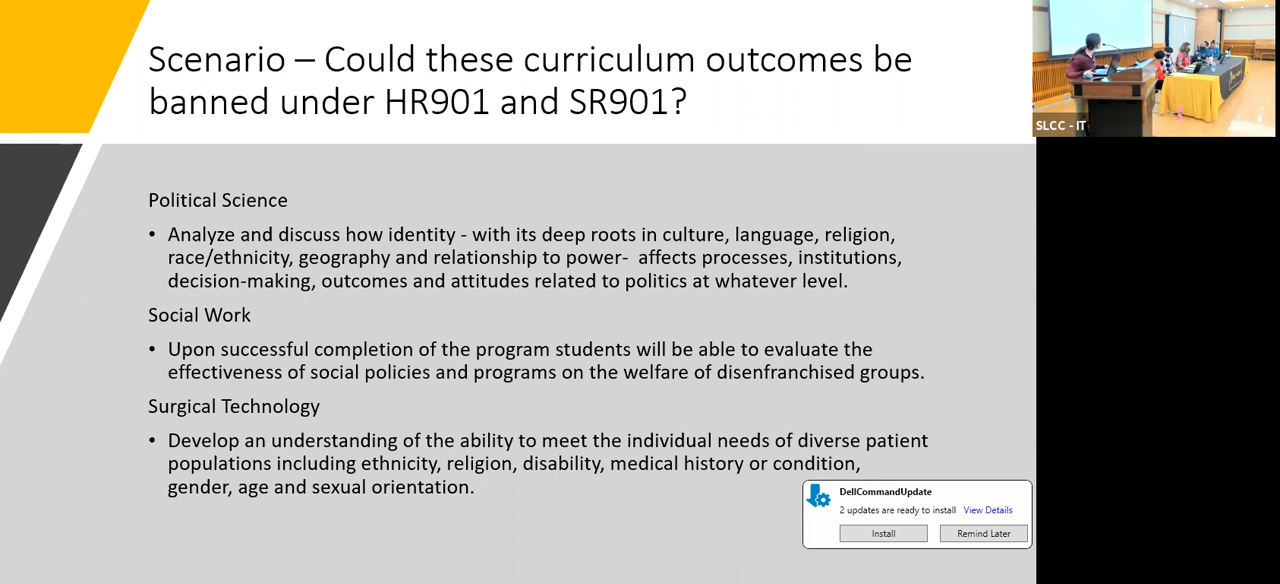 Scenario – Could these curriculum outcomes be
banned under HR901 and SR901?
SLCC - IT
Political Science
• Analyze and discuss how identity - with its deep roots in culture, language, religion,
race/ethnicity, geography and relationship to power-  affects processes, institutions,
decision-making, outcomes and attitudes related to politics at whatever level.
Social Work
• Upon successful completion of the program students will be able to evaluate the
effectiveness of social policies and programs on the welfare of disenfranchised groups.
Surgical Technology
• Develop an understanding of the ability to meet the individual needs of diverse patient
populations including ethnicity, religion, disability, medical history or condition,
gender, age and sexual orientation.
DellCommandUpdate
2 updates are ready to install View Details
Install Remind Later